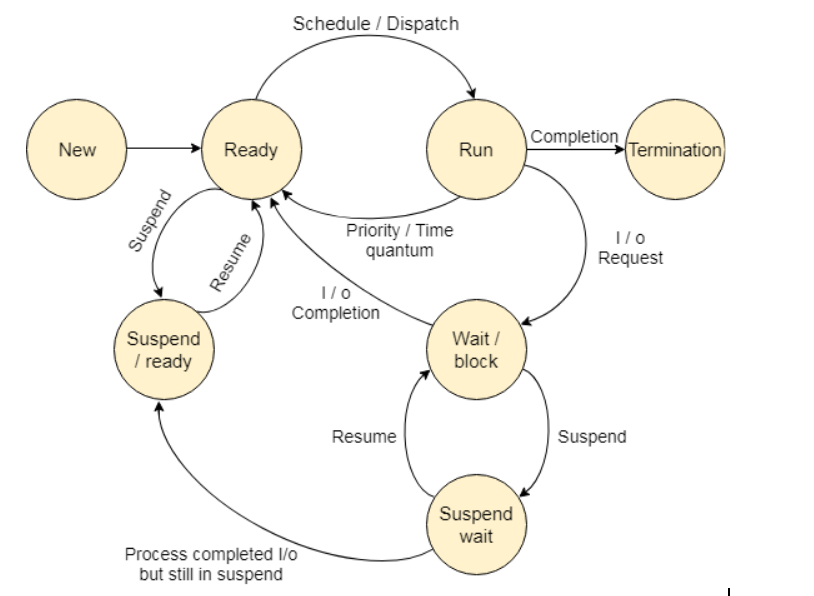 Schedule / Dispatch
New
Ready
Run
Completion
Termination
Suspend
Resume
Priority / Time
quantum
I / o
Request
I / o
Completion
Suspend
/ ready
Wait /
block
Resume
Suspend
Suspend
wait
Process completed I/o
but still in suspend